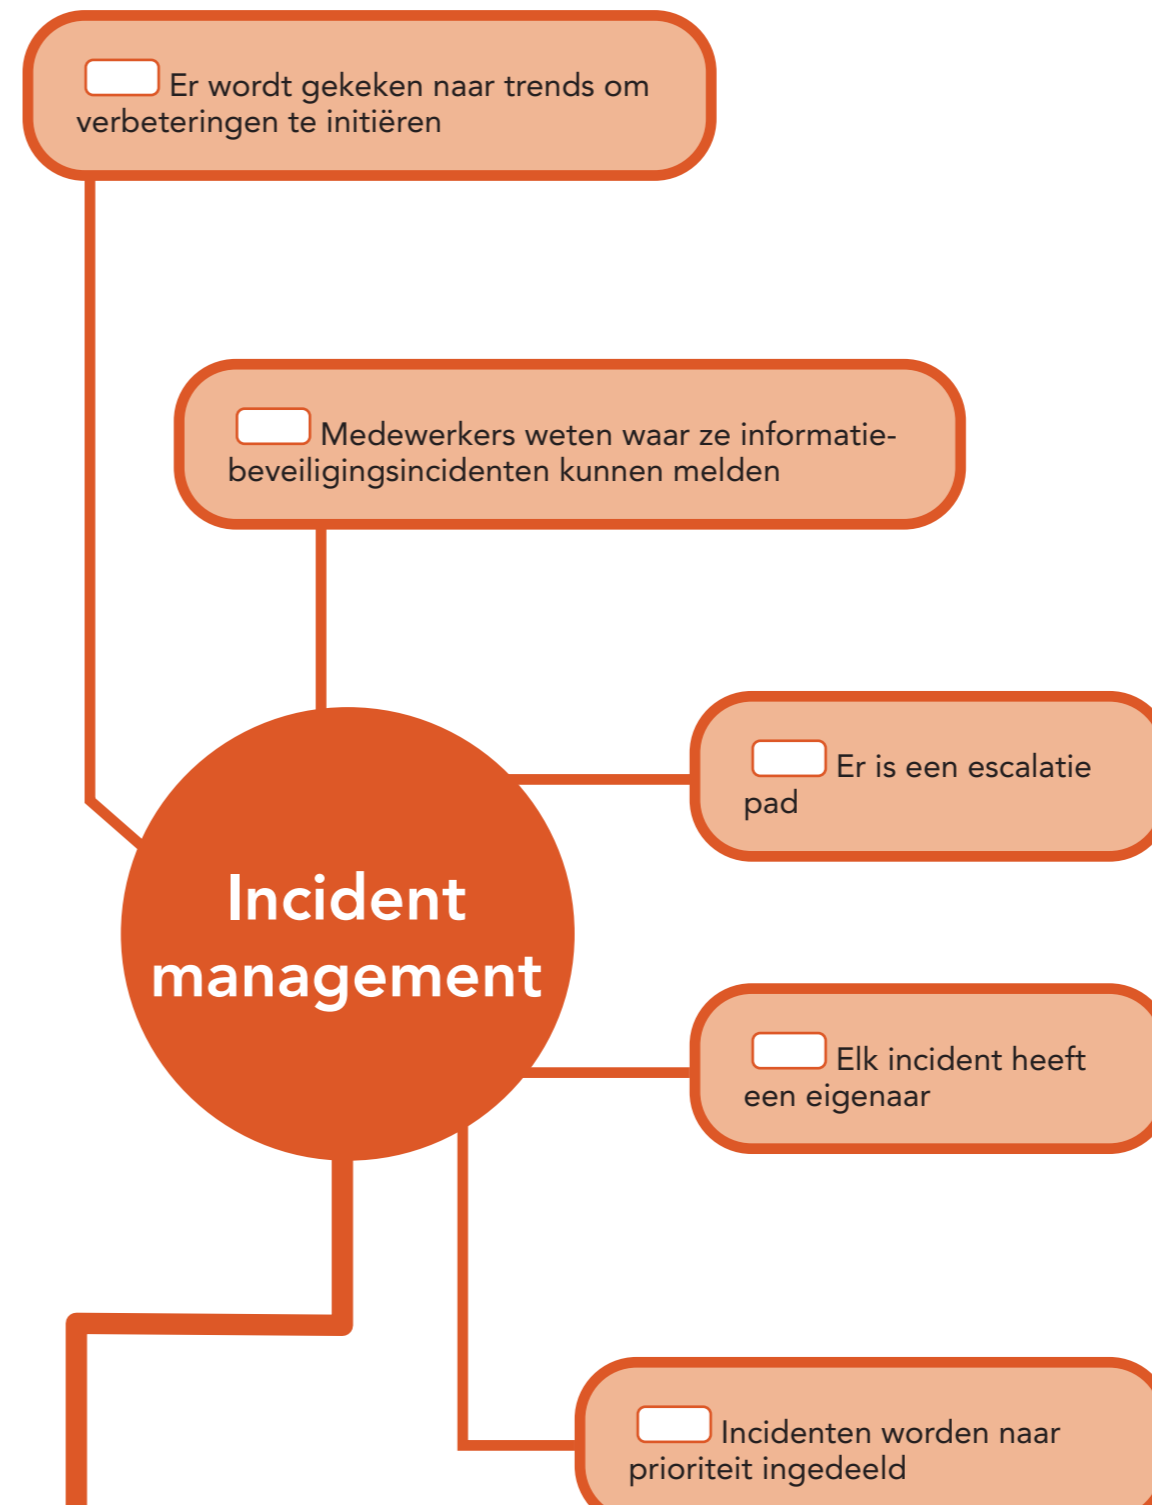 Er wordt gekeken naar trends om
verbeteringen te initiëren
Medewerkers weten waar ze informatie-
beveiligingsincidenten kunnen melden
Er is een escalatie
pad
Incident
management
Elk incident heeft
een eigenaar
Incidenten worden naar
prioriteit ingedeeld